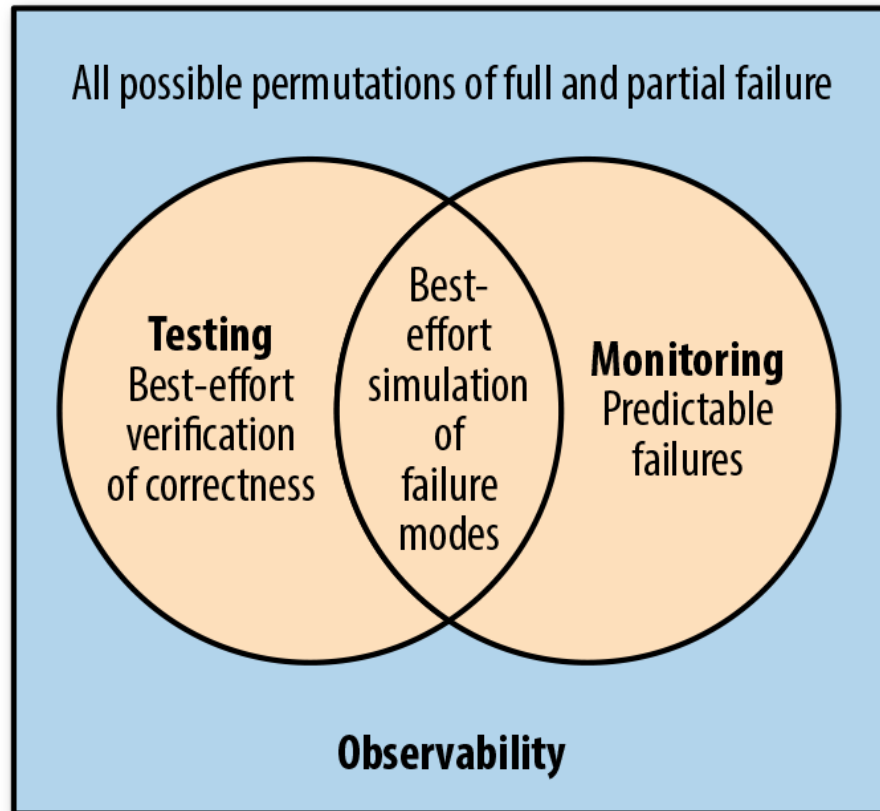 All possible permutations of full and partial failure
Testing
Best-effort
verification
of correctness
Best-
effort
simulation
of
failure
modes
Monitoring
Predictable
failures
Observability